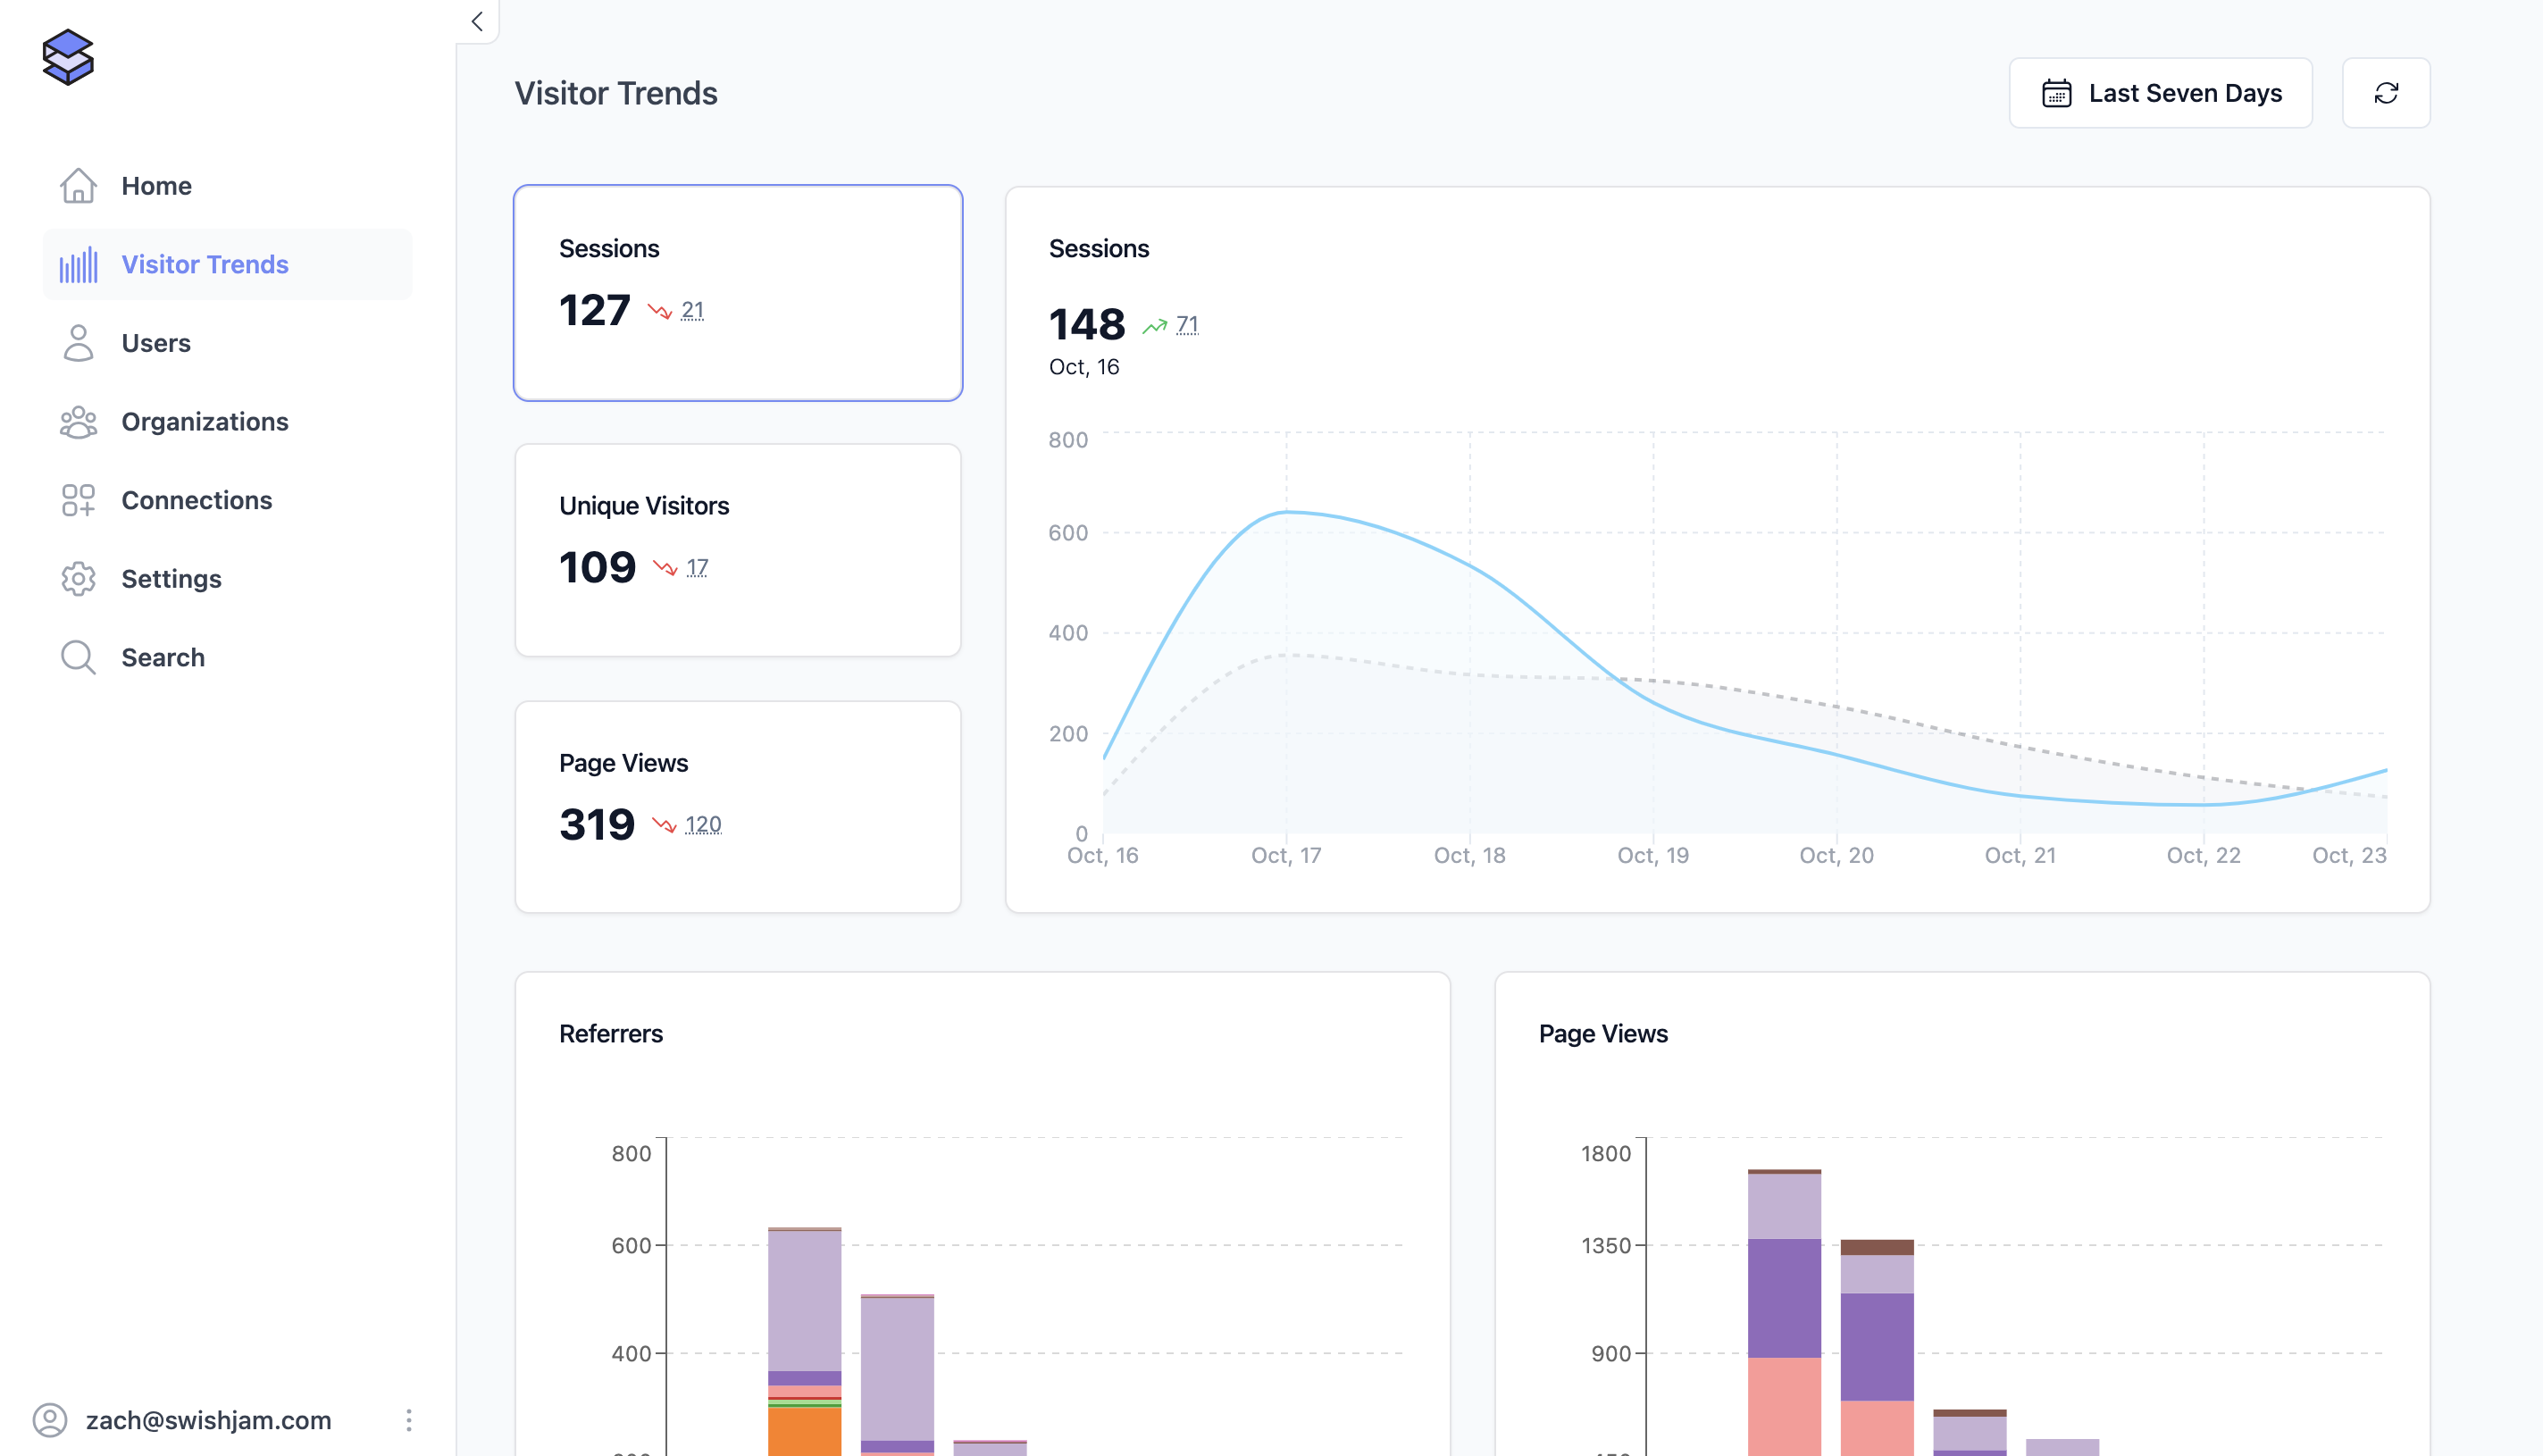 Home
Visitor Trends
Users
Organizations
Connections
Settings
Search
zach@swishjam.com
Visitor Trends
Last Seven Days
Sessions
127 21
Unique Visitors
109 17
Page Views
319 120
Sessions
148 71
Oct, 16
800
600
400
200
0
Oct, 16 Oct, 17 Oct, 18 Oct, 19 Oct, 20 Oct, 21 Oct, 22 Oct, 23
Referrers
800
600
400
Page Views
1800
1350
900